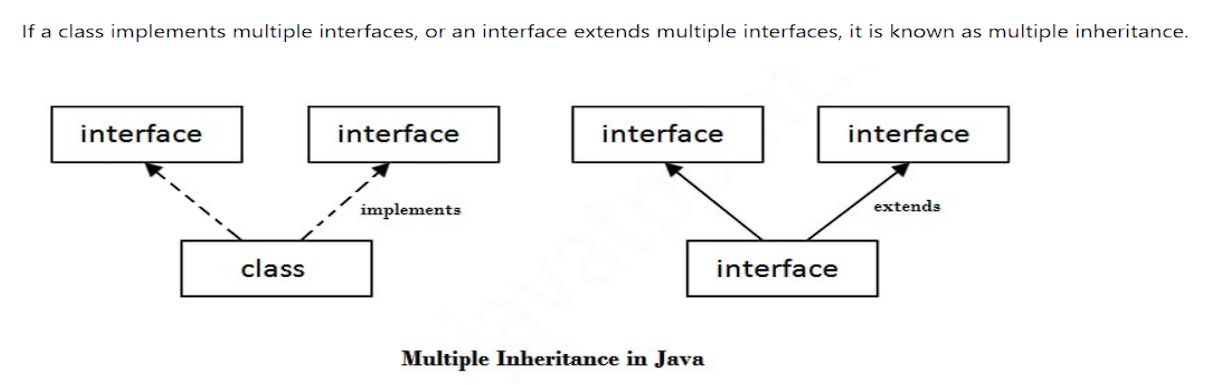 If a class implements multiple interfaces, or an interface extends multiple interfaces, it is known as multiple inheritance.
interface interface interface interface
implements extends
class interface
Multiple Inheritance in Java